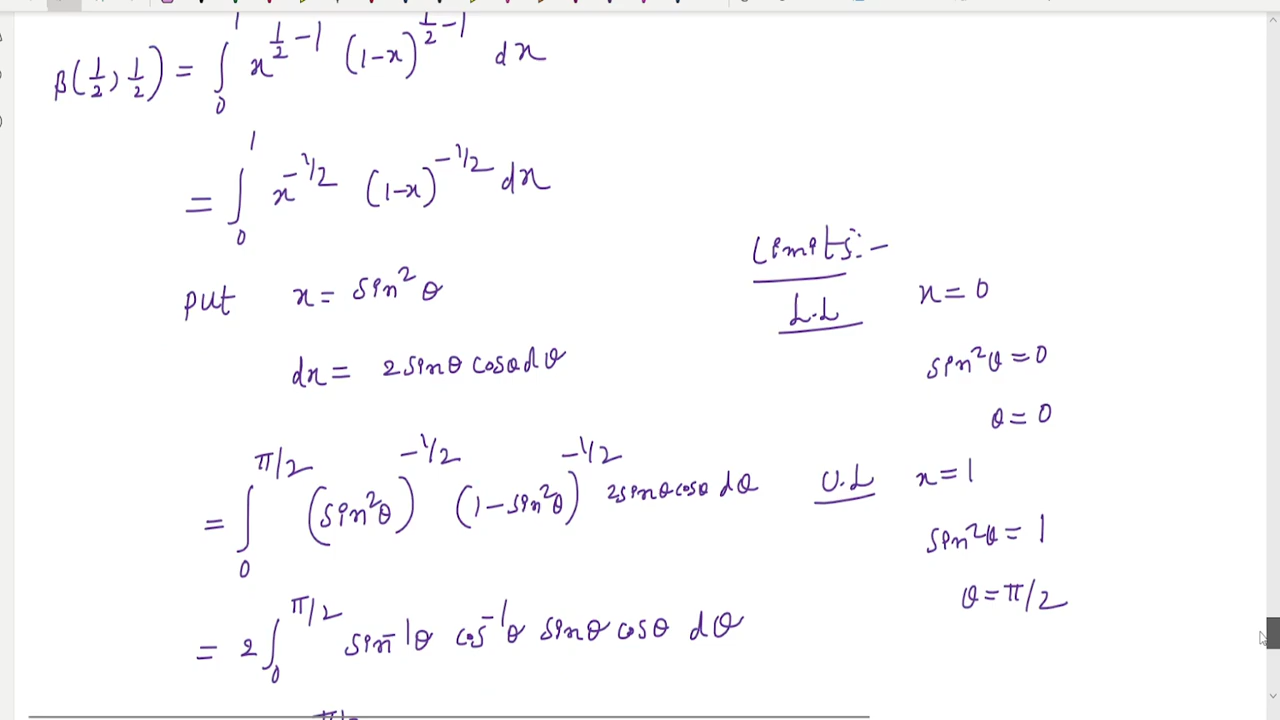 β(1/2, 1/2) = ∫₀¹ x^(1/2 − 1) (1−x)^(1/2 − 1) dx
= ∫₀¹ x^(−1/2) (1−x)^(−1/2) dx
put x = sin²θ
dx = 2 sinθ cosθ dθ
= ∫₀^(π/2) (sin²θ)^(−1/2) (1−sin²θ)^(−1/2) 2sinθcosθ dθ
= 2∫₀^(π/2) sin⁻¹θ cos⁻¹θ sinθ cosθ dθ
Limits:-
L.L x = 0
sin²θ = 0
θ = 0
U.L x = 1
sin²θ = 1
θ = π/2